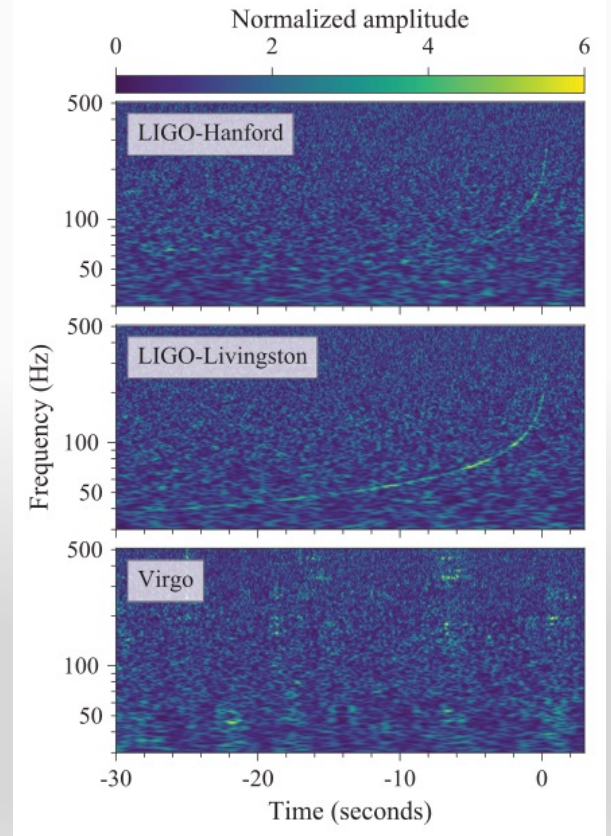 Normalized amplitude
0 2 4 6
500
LIGO-Hanford
100
50
500
LIGO-Livingston
100
50
Frequency (Hz)
500
Virgo
100
50
-30 -20 -10 0
Time (seconds)